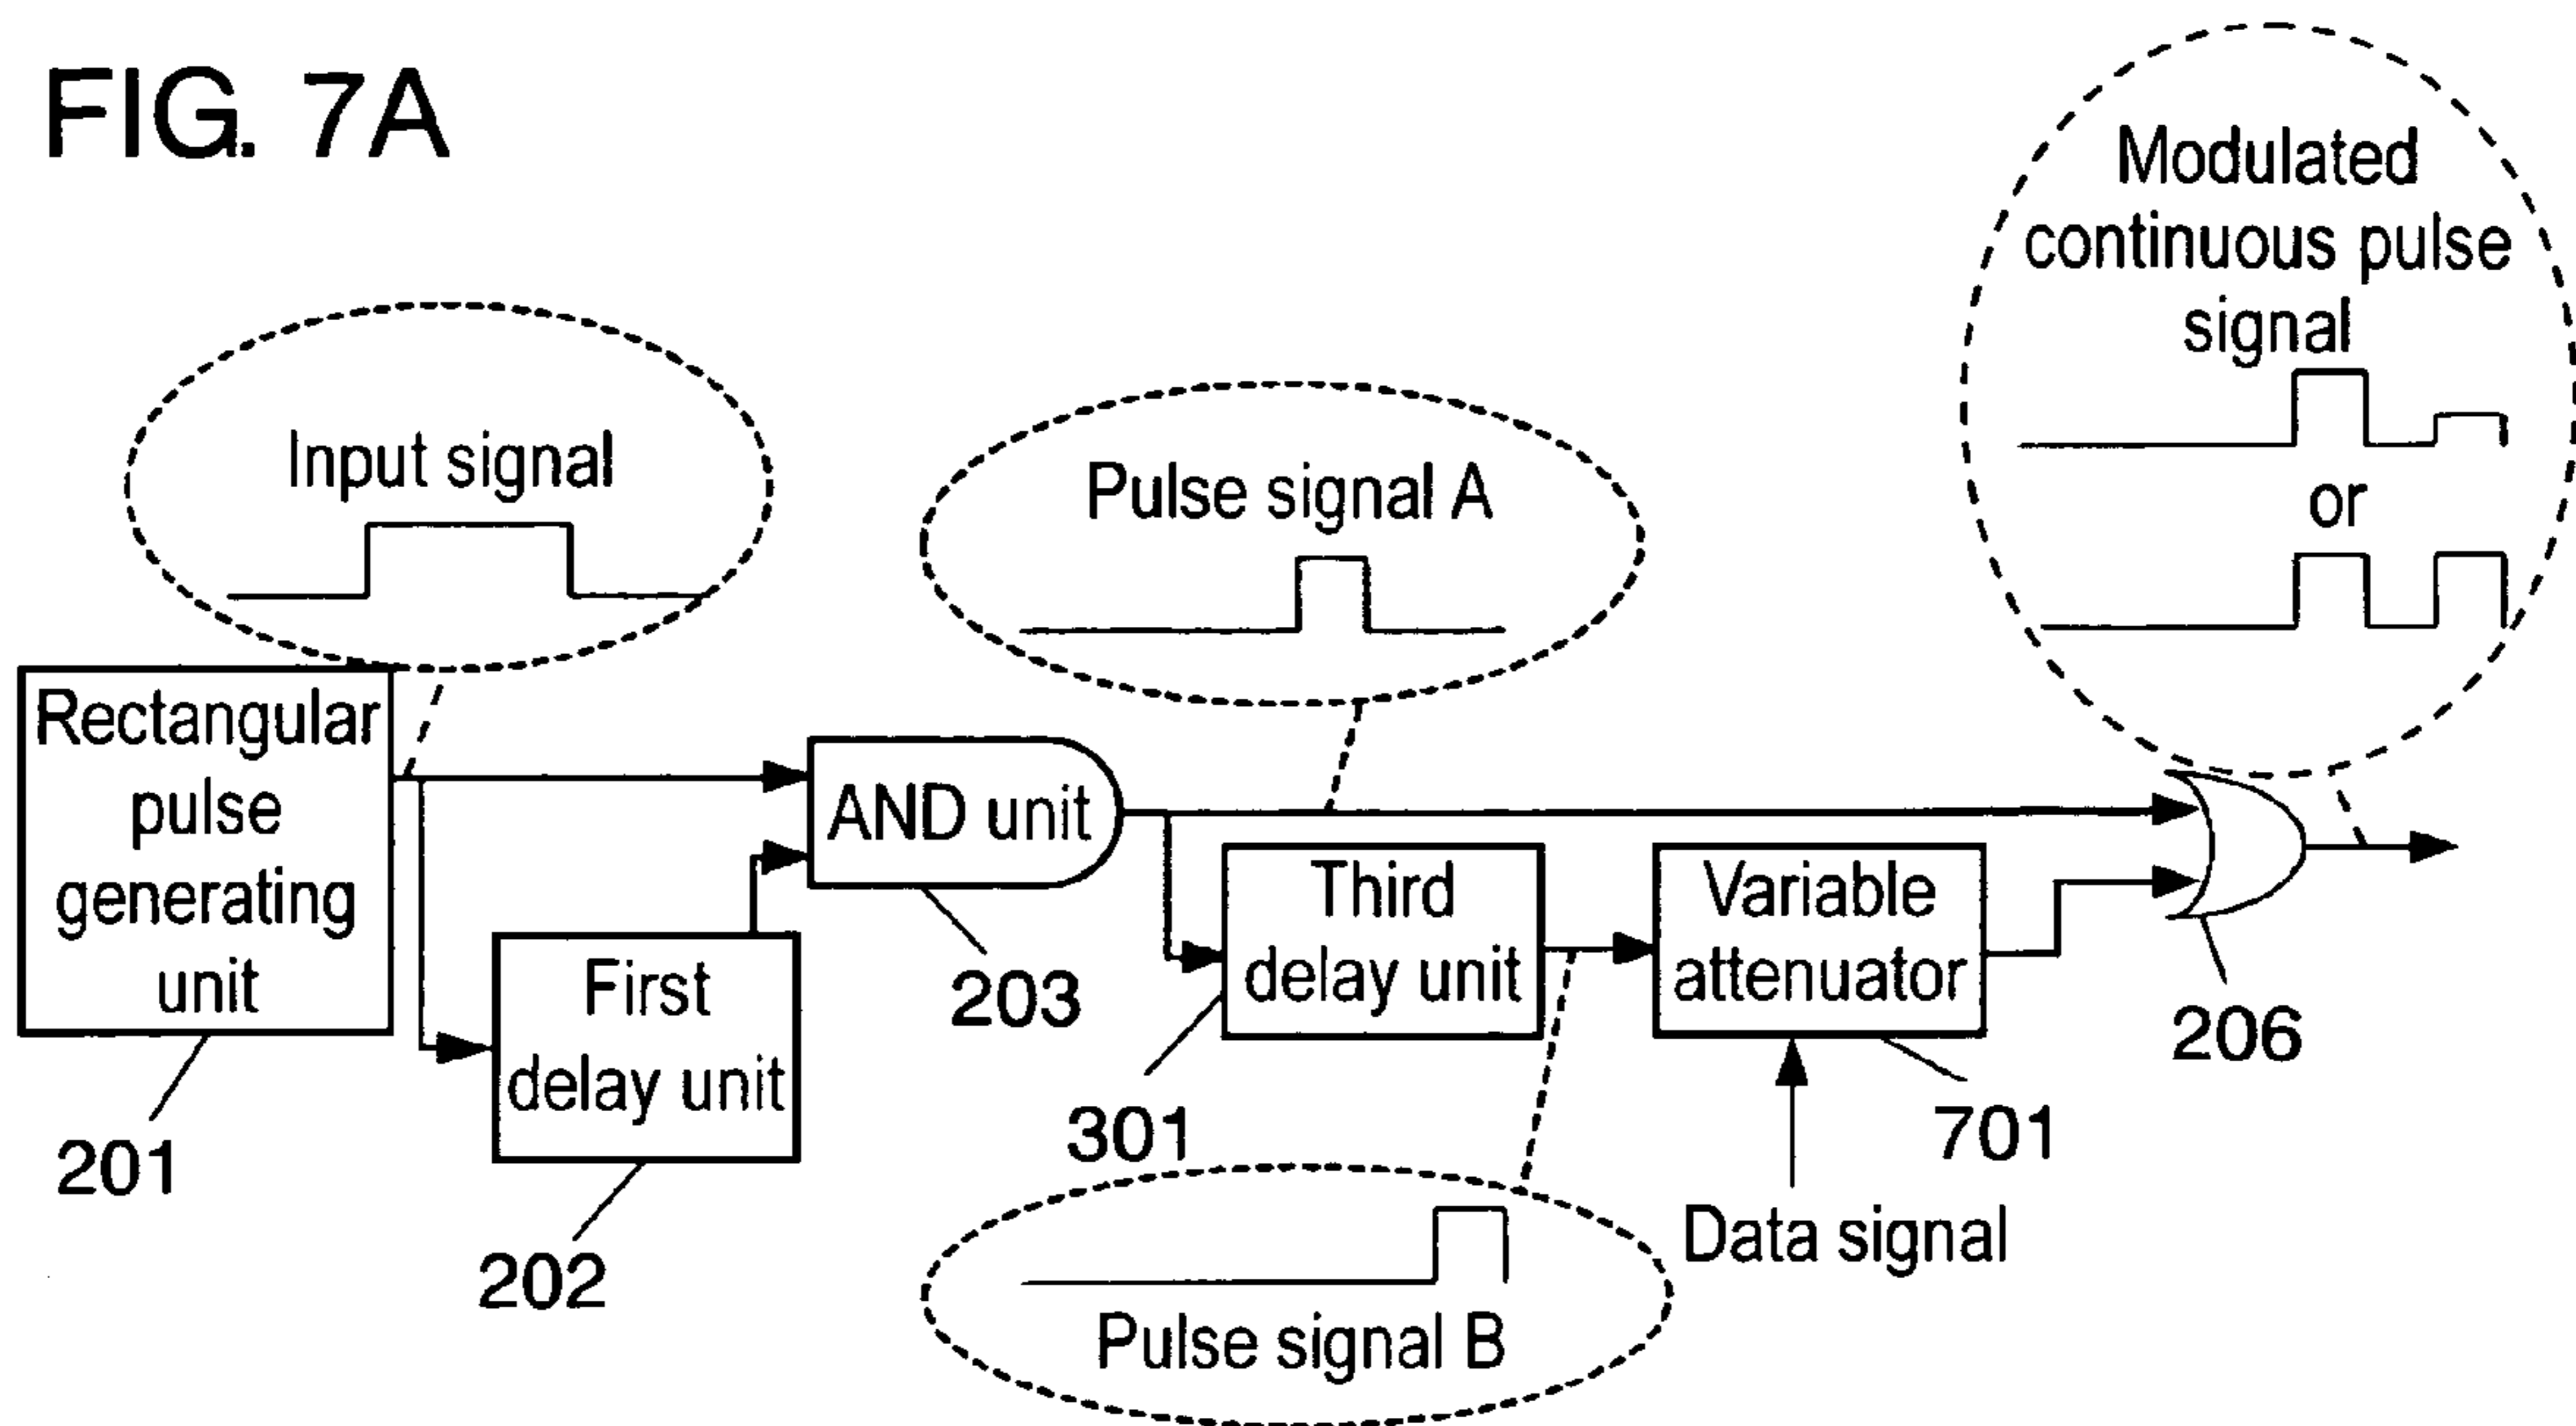 FIG. 7A
Modulated
continuous pulse
signal
or
Input signal
Pulse signal A
Rectangular
pulse
generating
unit
AND unit
First
delay unit
Third
delay unit
Variable
attenuator
203
206
301
701
201
202
Data signal
Pulse signal B